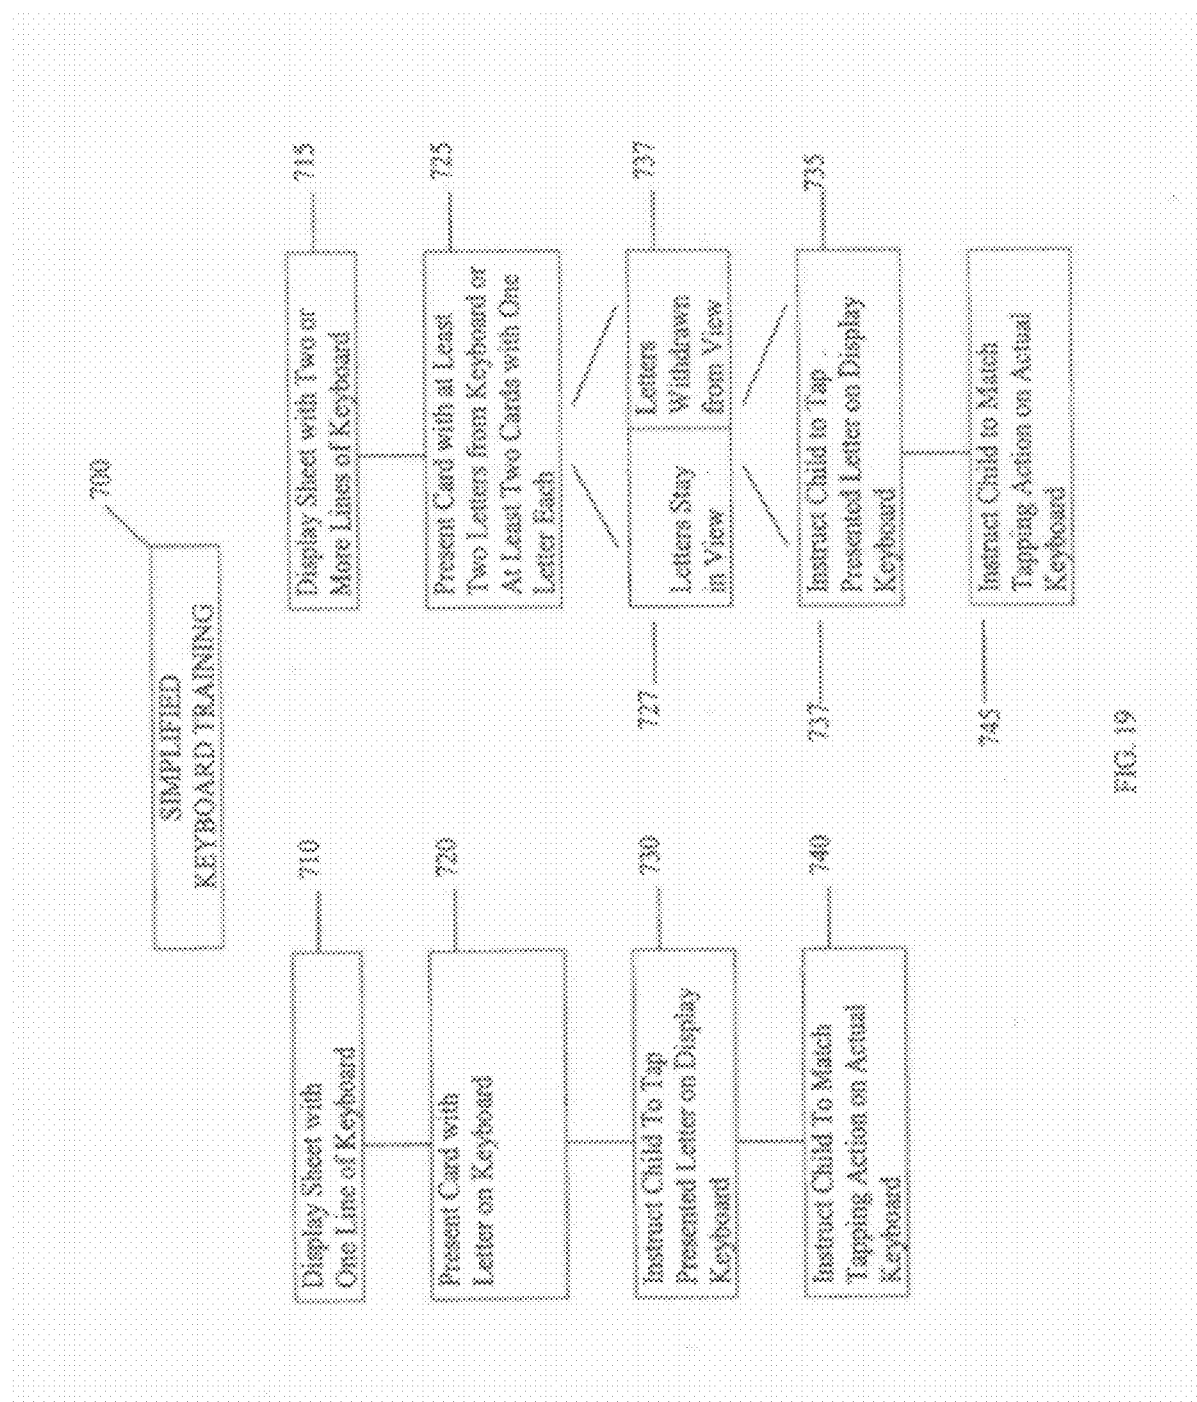 700
SIMPLIFIED
KEYBOARD TRAINING
Display Sheet with
One Line of Keyboard
710
Present Card with
Letter on Keyboard
720
Instruct Child To Tap
Presented Letter on Display
Keyboard
730
Instruct Child To Match
Tapping Action on Actual
Keyboard
740
Display Sheet with Two or
More Lines of Keyboard
715
Present Card with at Least
Two Letters from Keyboard or
At Least Two Cards with One
Letter Each
725
727
Letters Stay
in View
Letters
Withdrawn
from View
737
737
Instruct Child to Tap
Presented Letter on Display
Keyboard
735
745
Instruct Child to Match
Tapping Action on Actual
Keyboard
FIG. 19